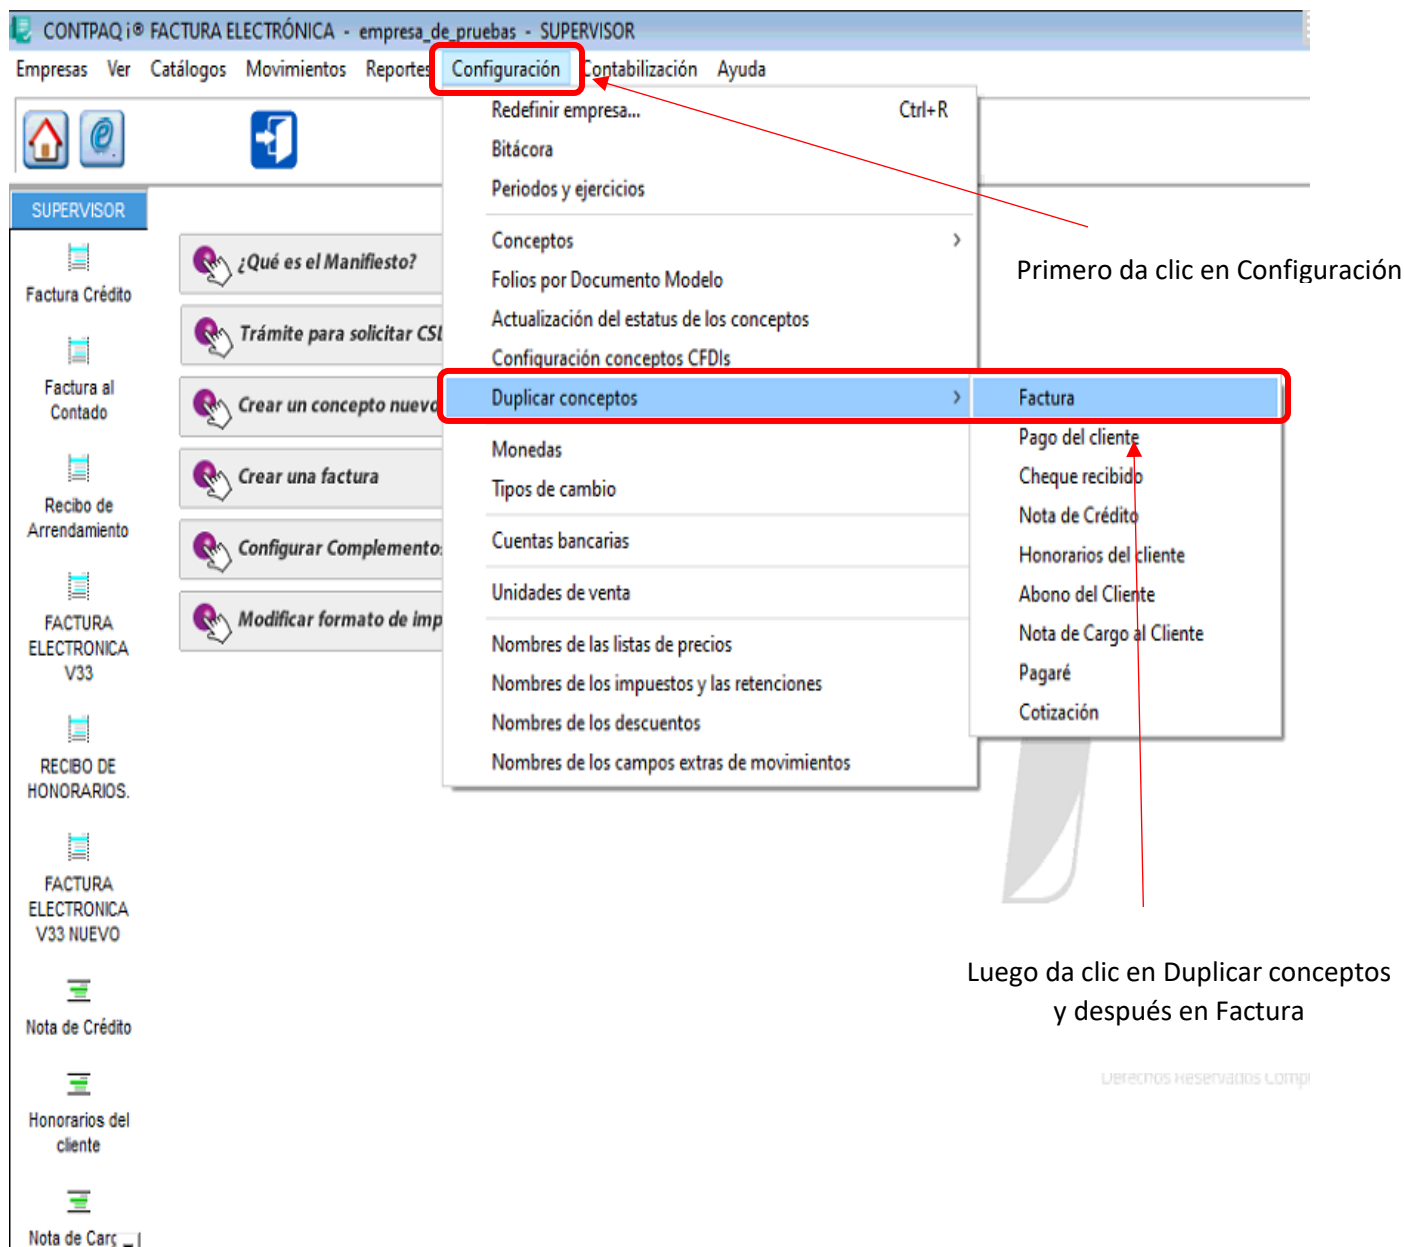 CONTPAQ i® FACTURA ELECTRÓNICA - empresa_de_pruebas - SUPERVISOR
Empresas Ver Catálogos Movimientos Reportes Configuración Contabilización Ayuda
Redefinir empresa... Ctrl+R
Bitácora
Periodos y ejercicios
Conceptos
Folios por Documento Modelo
Actualización del estatus de los conceptos
Configuración conceptos CFDIs
Duplicar conceptos
Monedas
Tipos de cambio
Cuentas bancarias
Unidades de venta
Nombres de las listas de precios
Nombres de los impuestos y las retenciones
Nombres de los descuentos
Nombres de los campos extras de movimientos
Factura
Pago del cliente
Cheque recibido
Nota de Crédito
Honorarios del cliente
Abono del Cliente
Nota de Cargo al Cliente
Pagaré
Cotización
Primero da clic en Configuración
Luego da clic en Duplicar conceptos
y después en Factura
SUPERVISOR
Factura Crédito
Factura al
Contado
Recibo de
Arrendamiento
FACTURA
ELECTRONICA
V33
RECIBO DE
HONORARIOS.
FACTURA
ELECTRONICA
V33 NUEVO
Nota de Crédito
Honorarios del
cliente
Nota de Carg
¿Qué es el Manifiesto?
Trámite para solicitar CS
Crear un concepto nuevo
Crear una factura
Configurar Complemento
Modificar formato de imp
Derechos Reservados Comp